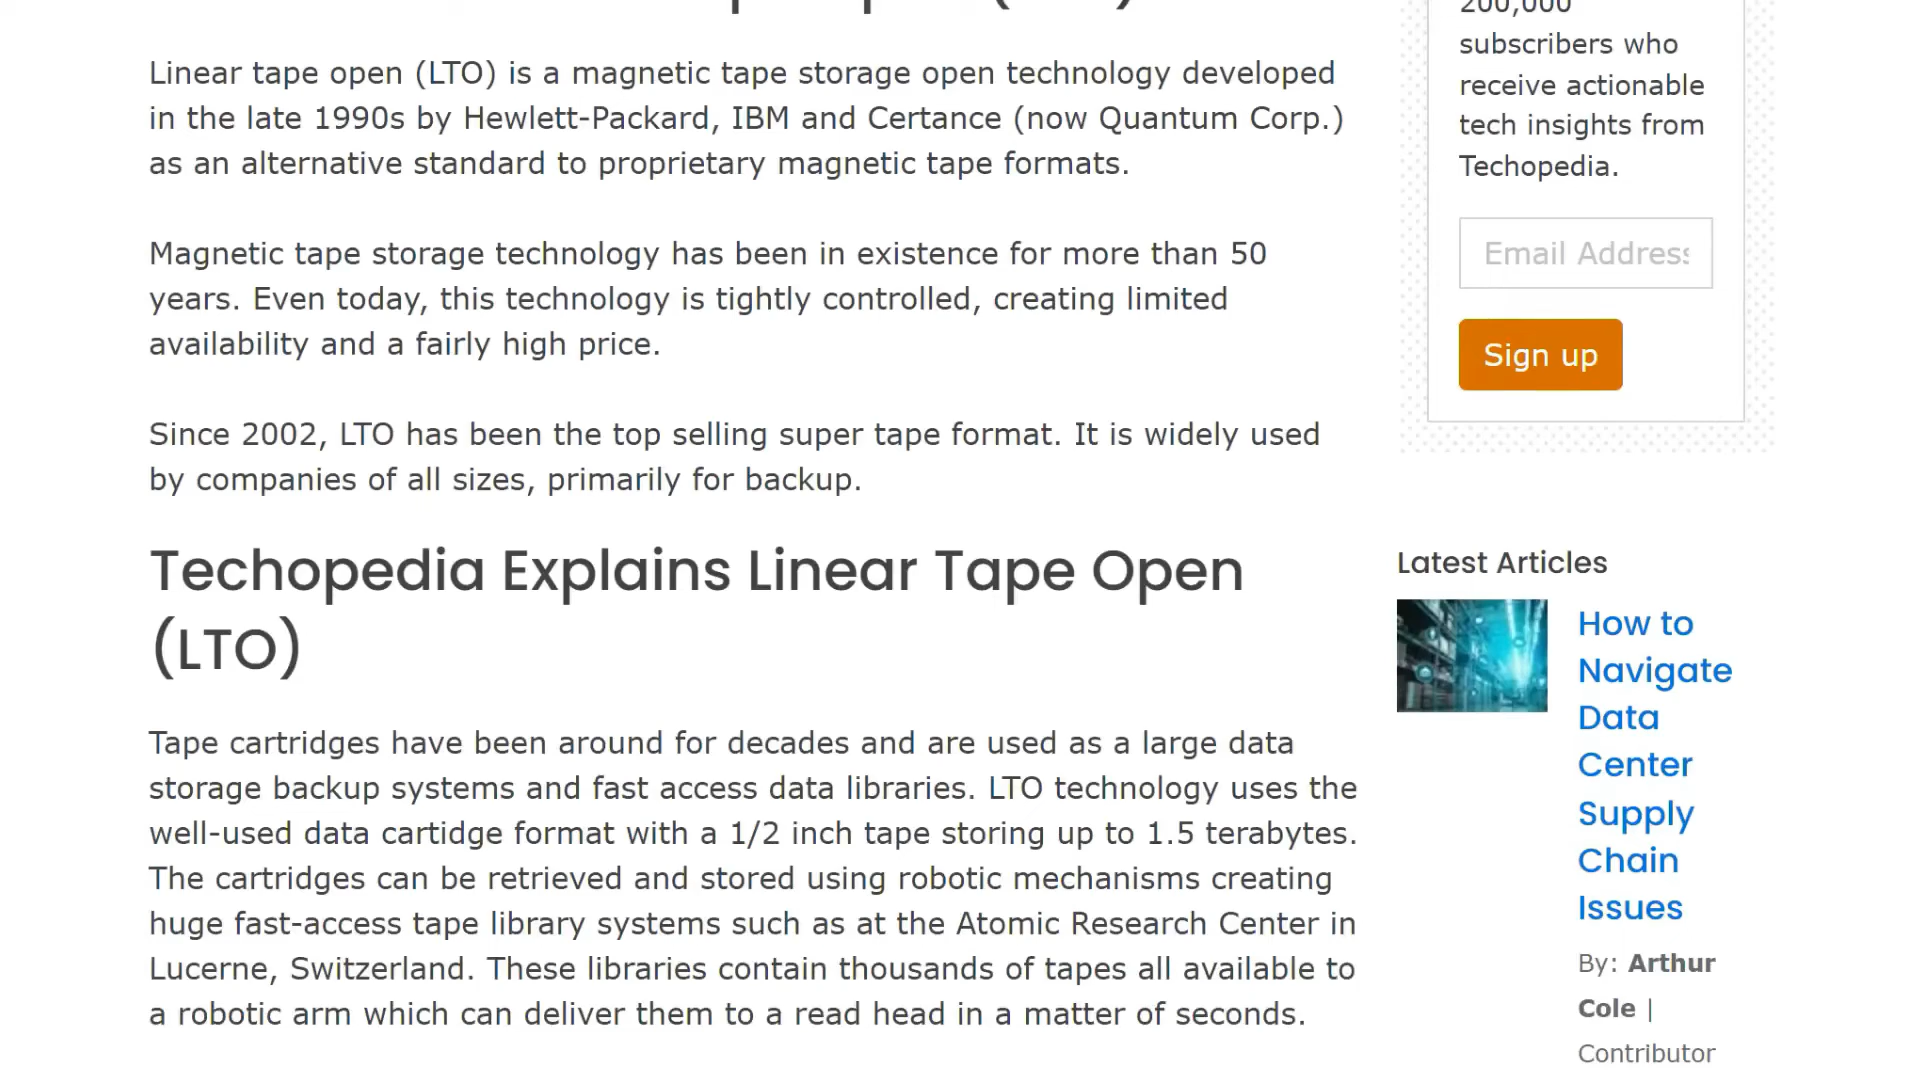 Linear tape open (LTO) is a magnetic tape storage open technology developed
in the late 1990s by Hewlett-Packard, IBM and Certance (now Quantum Corp.)
as an alternative standard to proprietary magnetic tape formats.
Magnetic tape storage technology has been in existence for more than 50
years. Even today, this technology is tightly controlled, creating limited
availability and a fairly high price.
Since 2002, LTO has been the top selling super tape format. It is widely used
by companies of all sizes, primarily for backup.
Techopedia Explains Linear Tape Open
(LTO)
Tape cartridges have been around for decades and are used as a large data
storage backup systems and fast access data libraries. LTO technology uses the
well-used data cartidge format with a 1/2 inch tape storing up to 1.5 terabytes.
The cartridges can be retrieved and stored using robotic mechanisms creating
huge fast-access tape library systems such as at the Atomic Research Center in
Lucerne, Switzerland. These libraries contain thousands of tapes all available to
a robotic arm which can deliver them to a read head in a matter of seconds.
200,000
subscribers who
receive actionable
tech insights from
Techopedia.
Email Address
Sign up
Latest Articles
How to
Navigate
Data
Center
Supply
Chain
Issues
By: Arthur
Cole |
Contributor